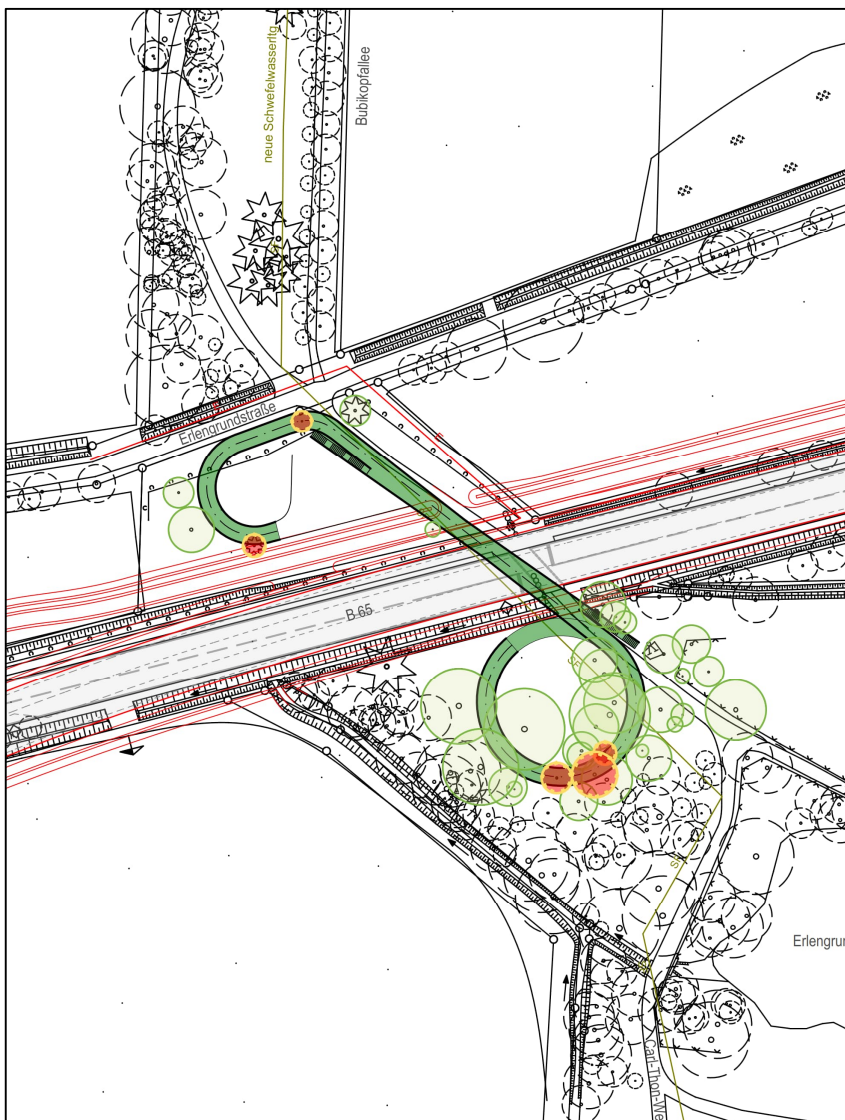 neue Schwefelwasserltg
Bubikopfallee
Erlengrundstraße
B 65
Erlengrun
Carl-Thon-We